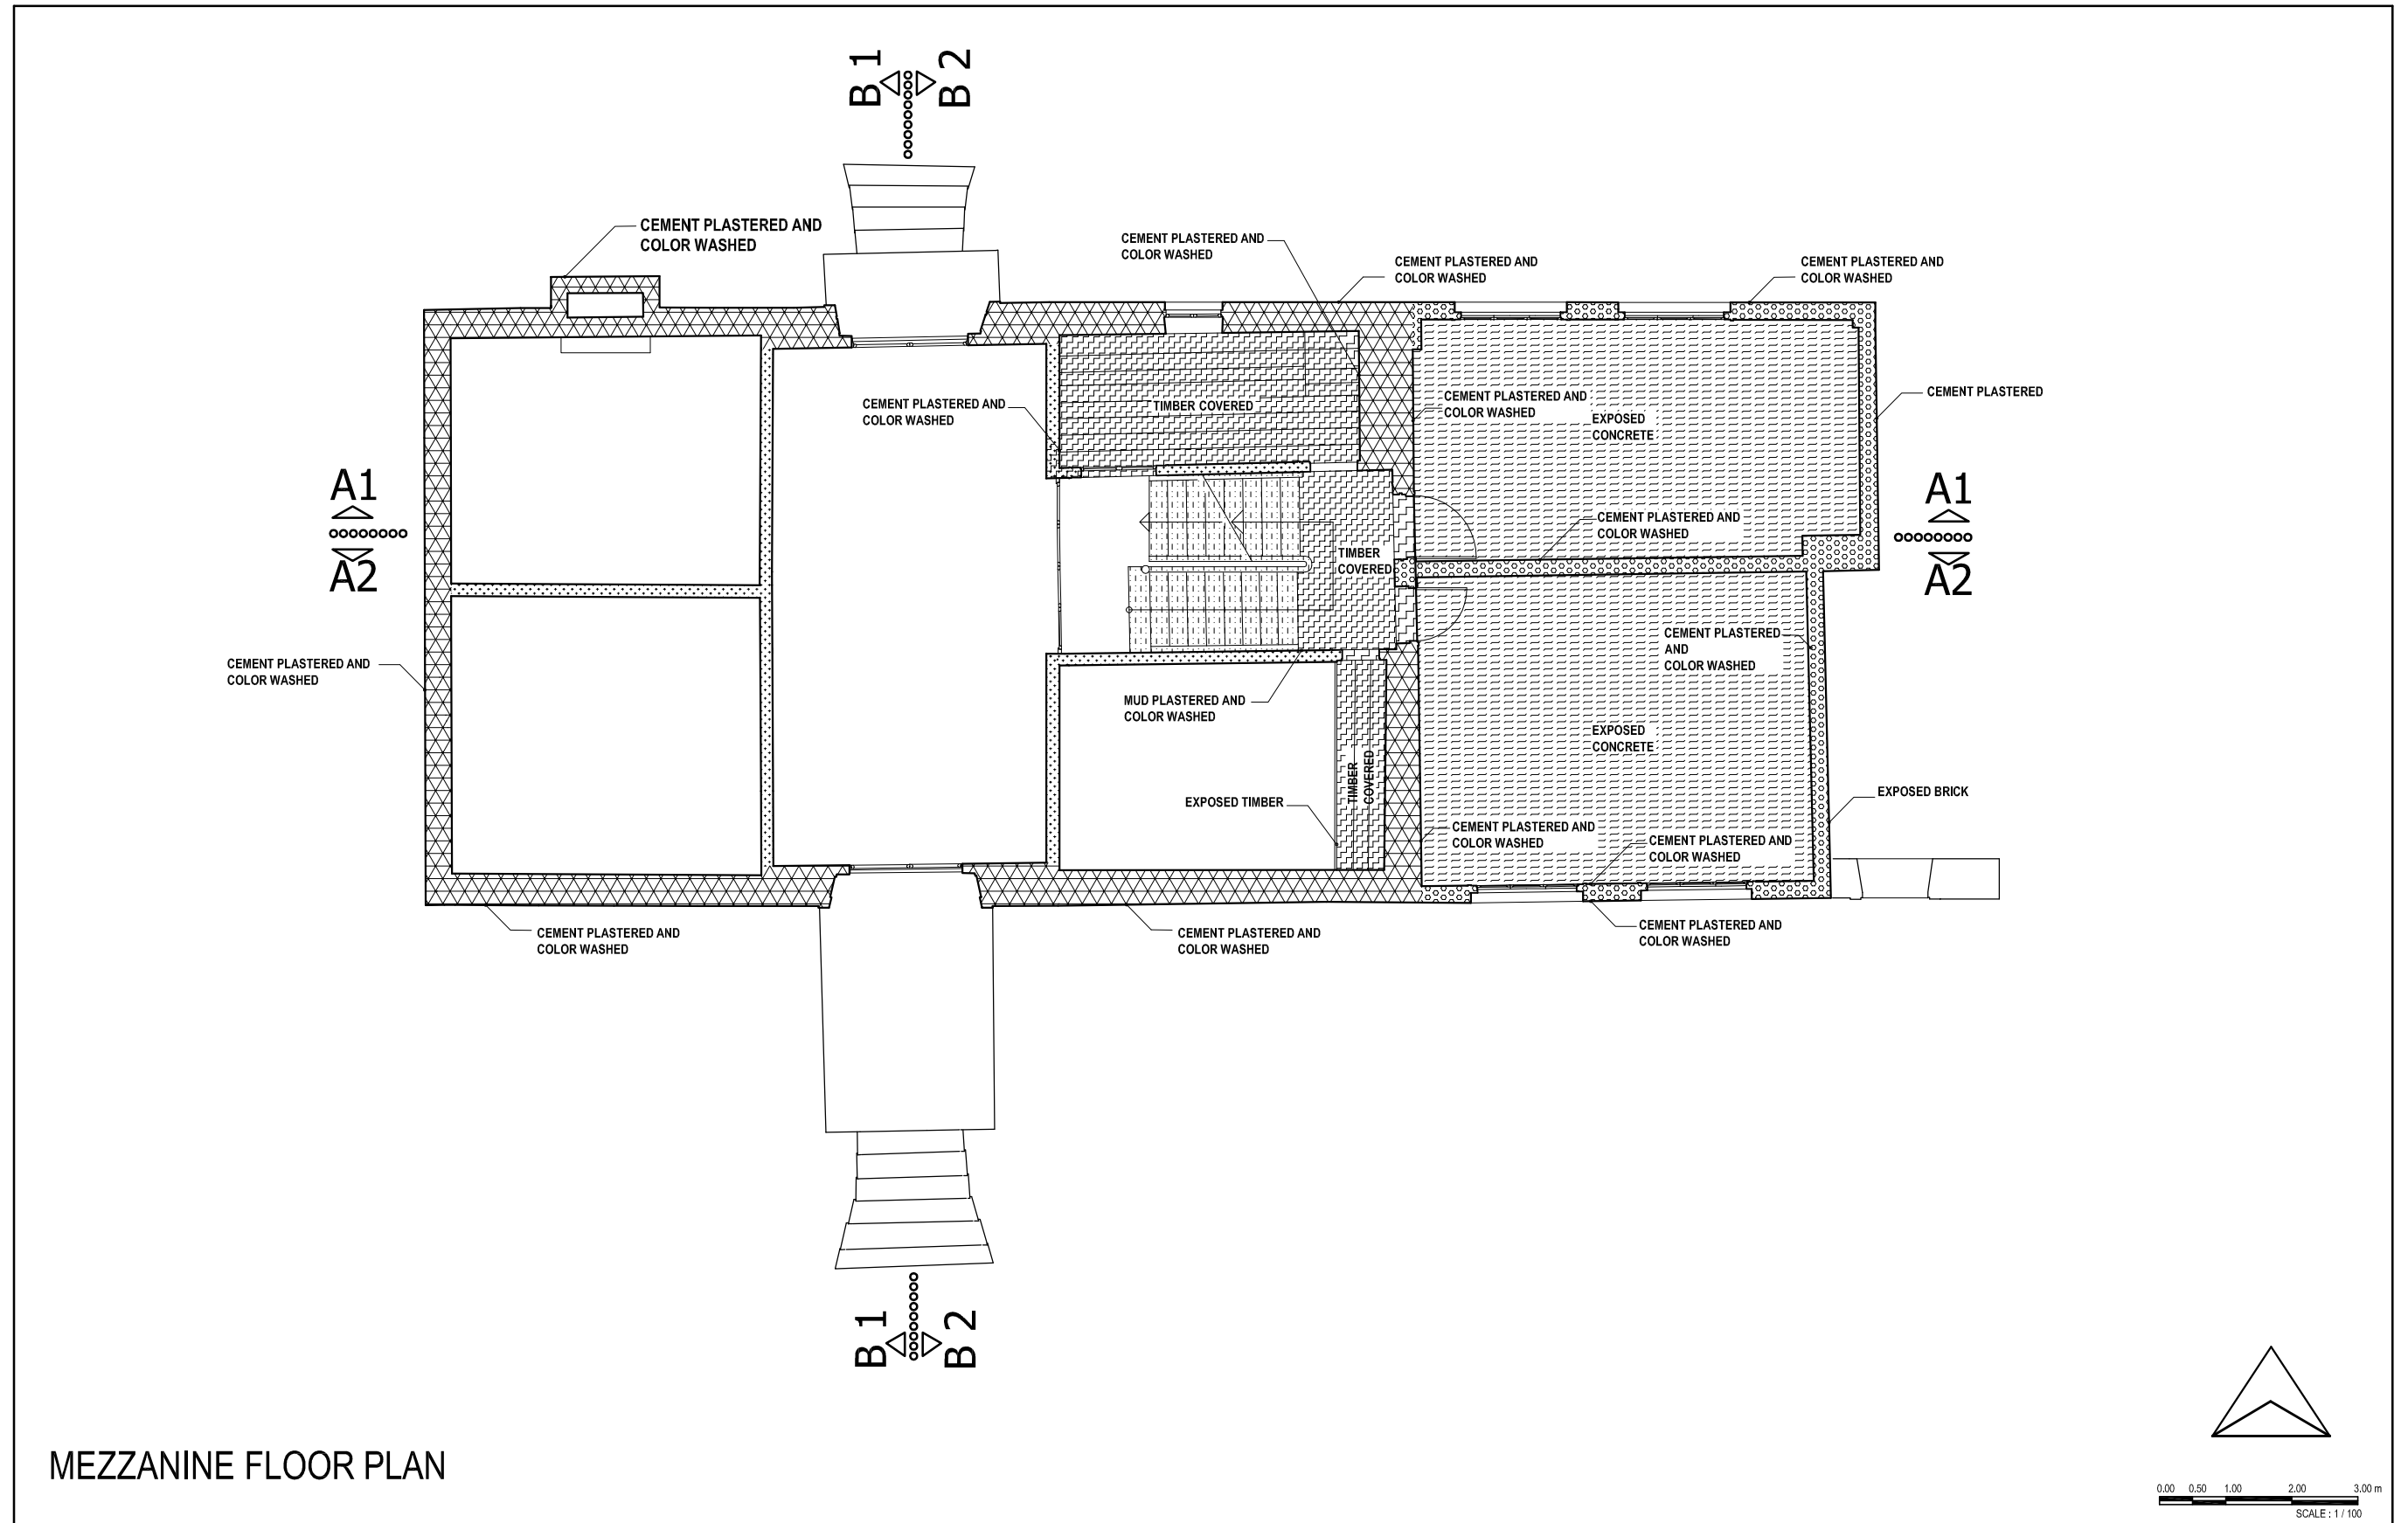 B 1
B 2
CEMENT PLASTERED AND
COLOR WASHED
CEMENT PLASTERED AND
COLOR WASHED
CEMENT PLASTERED AND
COLOR WASHED
CEMENT PLASTERED AND
COLOR WASHED
CEMENT PLASTERED AND
COLOR WASHED
TIMBER COVERED
CEMENT PLASTERED AND
COLOR WASHED
EXPOSED
CONCRETE
CEMENT PLASTERED
A1
A2
A1
A2
CEMENT PLASTERED AND
COLOR WASHED
TIMBER
COVERED
CEMENT PLASTERED AND
COLOR WASHED
MUD PLASTERED AND
COLOR WASHED
CEMENT PLASTERED
AND
COLOR WASHED
EXPOSED
CONCRETE
TIMBER
COVERED
EXPOSED TIMBER
EXPOSED BRICK
CEMENT PLASTERED AND
COLOR WASHED
CEMENT PLASTERED AND
COLOR WASHED
CEMENT PLASTERED AND
COLOR WASHED
CEMENT PLASTERED AND
COLOR WASHED
CEMENT PLASTERED AND
COLOR WASHED
B 1
B 2
MEZZANINE FLOOR PLAN
0.00 0.50 1.00 2.00 3.00 m
SCALE : 1 / 100